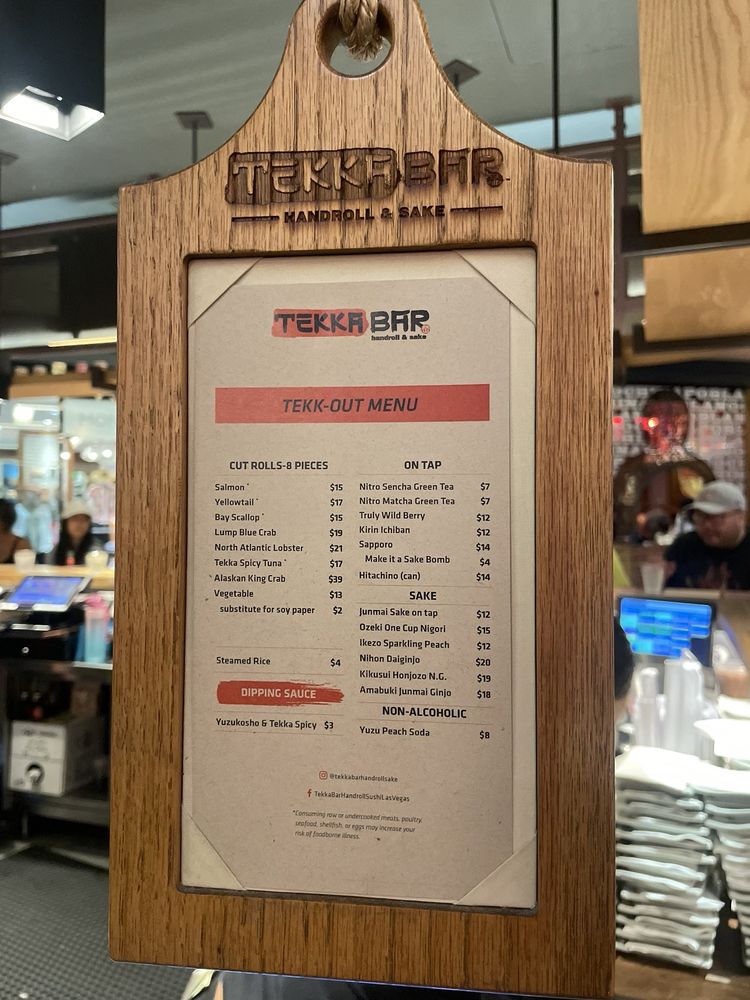 TEKKA BAR
HANDROLL & SAKE
TEKKA BAR
handroll & sake
TEKK-OUT MENU
CUT ROLLS-8 PIECES
Salmon * $15
Yellowtail * $17
Bay Scallop * $15
Lump Blue Crab $19
North Atlantic Lobster $21
Tekka Spicy Tuna * $17
Alaskan King Crab $39
Vegetable $13
substitute for soy paper $2
Steamed Rice $4
DIPPING SAUCE
Yuzukosho & Tekka Spicy $3
ON TAP
Nitro Sencha Green Tea $7
Nitro Matcha Green Tea $7
Truly Wild Berry $12
Kirin Ichiban $12
Sapporo $14
Make it a Sake Bomb $4
Hitachino (can) $14
SAKE
Junmai Sake on tap $12
Ozeki One Cup Nigori $15
Ikezo Sparkling Peach $12
Nihon Daiginjo $20
Kikusui Honjozo N.G. $19
Amabuki Junmai Ginjo $18
NON-ALCOHOLIC
Yuzu Peach Soda $8
@tekkabarhandrollsake
TekkaBarHandrollSushiLasVegas
*Consuming raw or undercooked meats, poultry,
seafood, shellfish, or eggs may increase your
risk of foodborne illness.